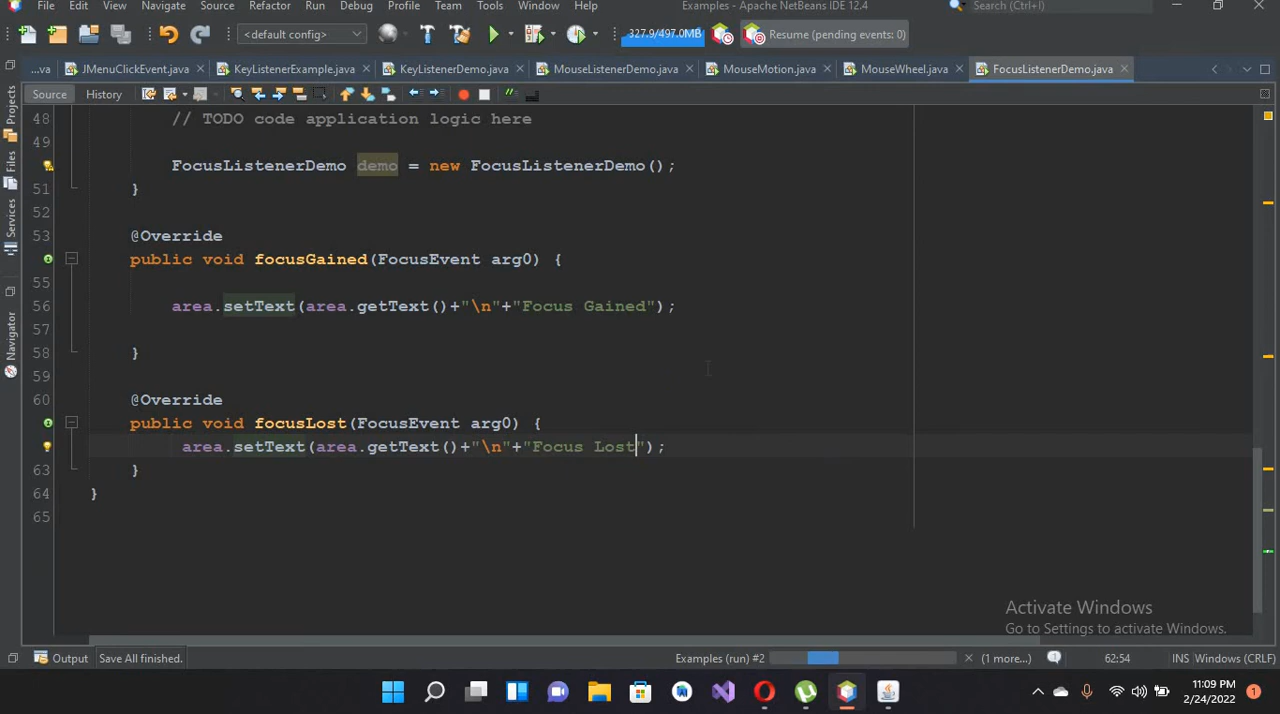 File Edit View Navigate Source Refactor Run Debug Profile Team Tools Window Help Examples - Apache NetBeans IDE 12.4 Search (Ctrl+I)
<default config> 327.9/497.0MB Resume (pending events: 0)
...va JMenuClickEvent.java KeyListenerExample.java KeyListenerDemo.java MouseListenerDemo.java MouseMotion.java MouseWheel.java FocusListenerDemo.java
Source History
Projects
Files
Services
Navigator
48 // TODO code application logic here
49
FocusListenerDemo demo = new FocusListenerDemo();
51 }
52
53 @Override
public void focusGained(FocusEvent arg0) {
55
56 area.setText(area.getText()+"\n"+"Focus Gained");
57
58 }
59
60 @Override
public void focusLost(FocusEvent arg0) {
area.setText(area.getText()+"\n"+"Focus Lost");
63 }
64 }
65
Activate Windows
Go to Settings to activate Windows.
Output Save All finished. Examples (run) #2 (1 more...) 62:54 INS Windows (CRLF)
11:09 PM
2/24/2022 1